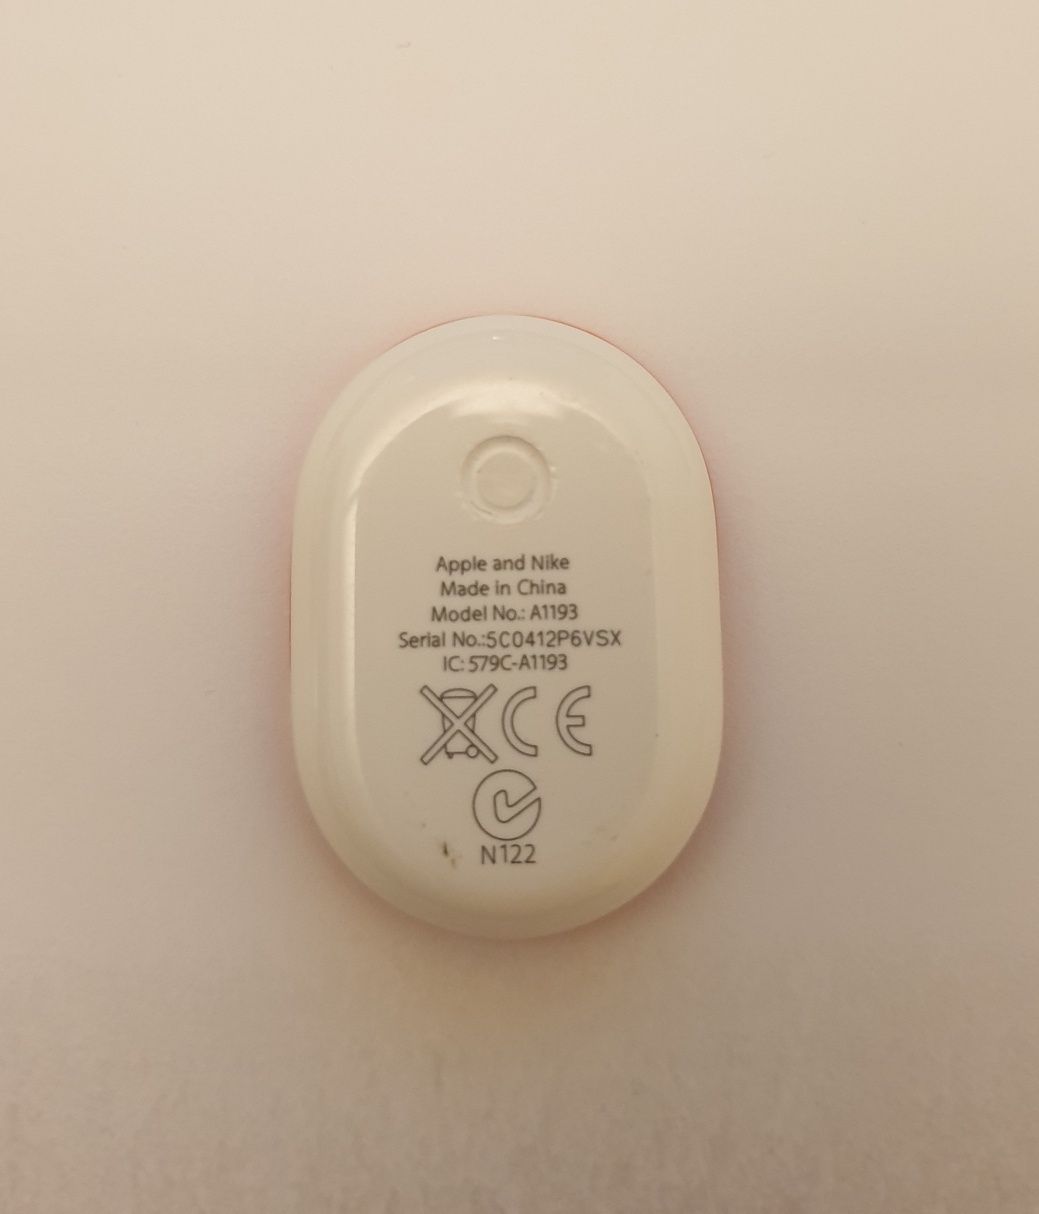 Apple and Nike
Made in China
Model No.: A1193
Serial No.:5C0412P6VSX
IC: 579C-A1193
CE
N122